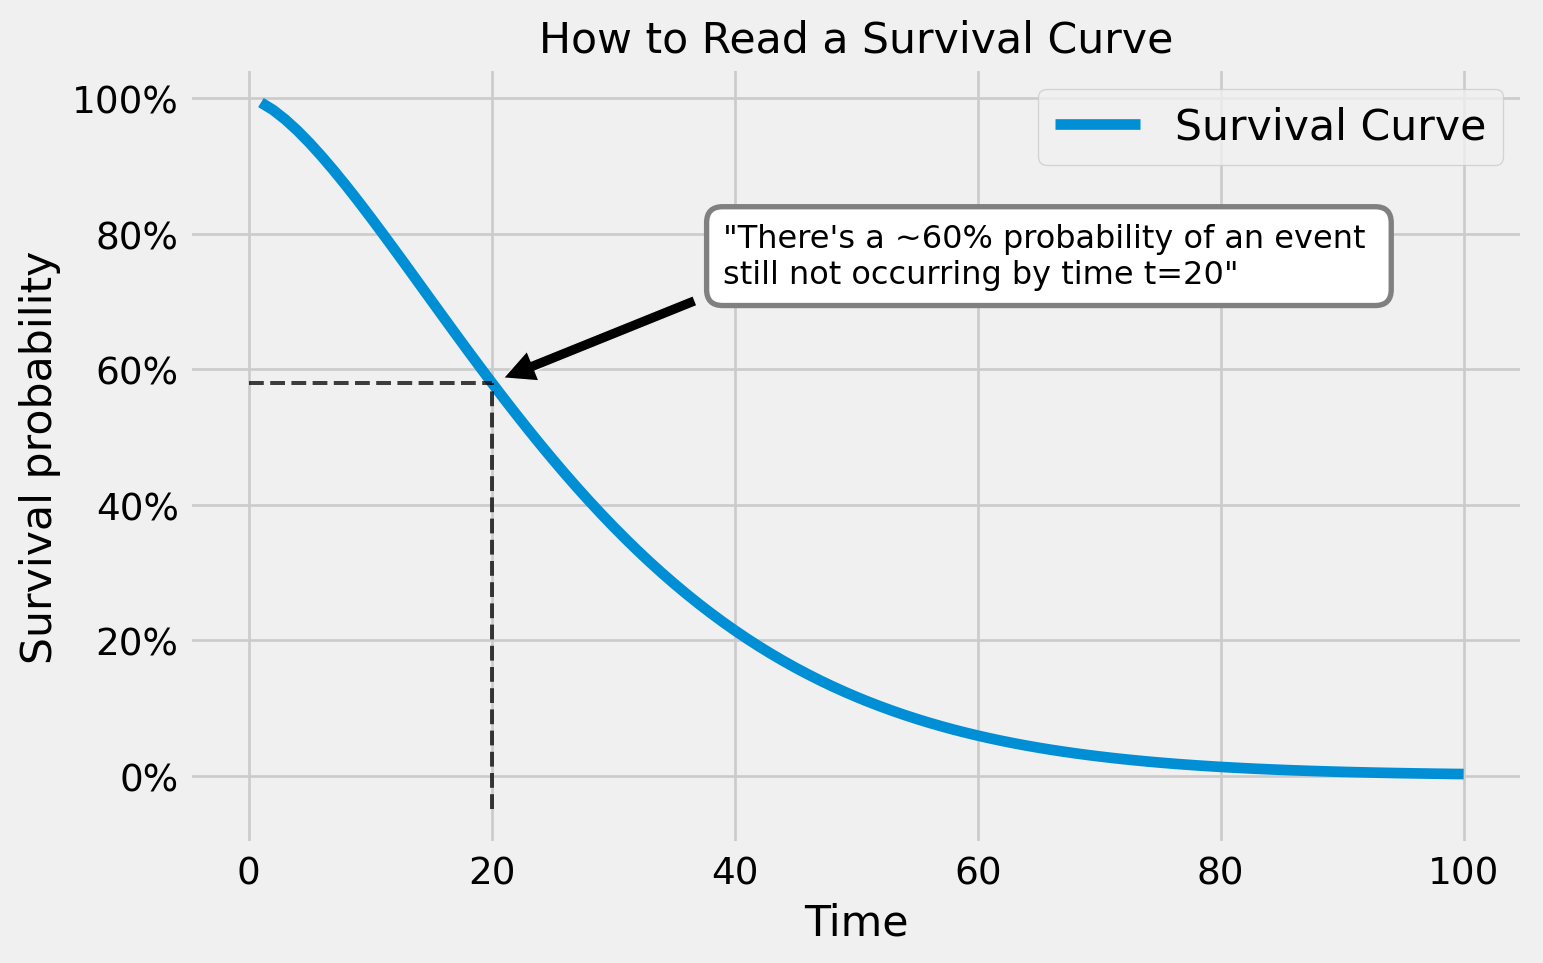 How to Read a Survival Curve
Survival Curve
"There's a ~60% probability of an event
still not occurring by time t=20"
Survival probability
100%
80%
60%
40%
20%
0%
0 20 40 60 80 100
Time